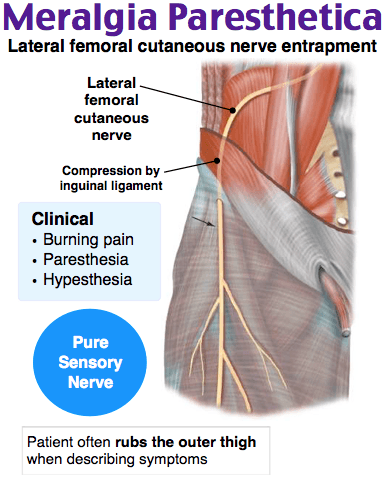 Meralgia Paresthetica
Lateral femoral cutaneous nerve entrapment
Lateral
femoral
cutaneous
nerve
Compression by
inguinal ligament
Clinical
• Burning pain
• Paresthesia
• Hypesthesia
Pure
Sensory
Nerve
Patient often rubs the outer thigh
when describing symptoms